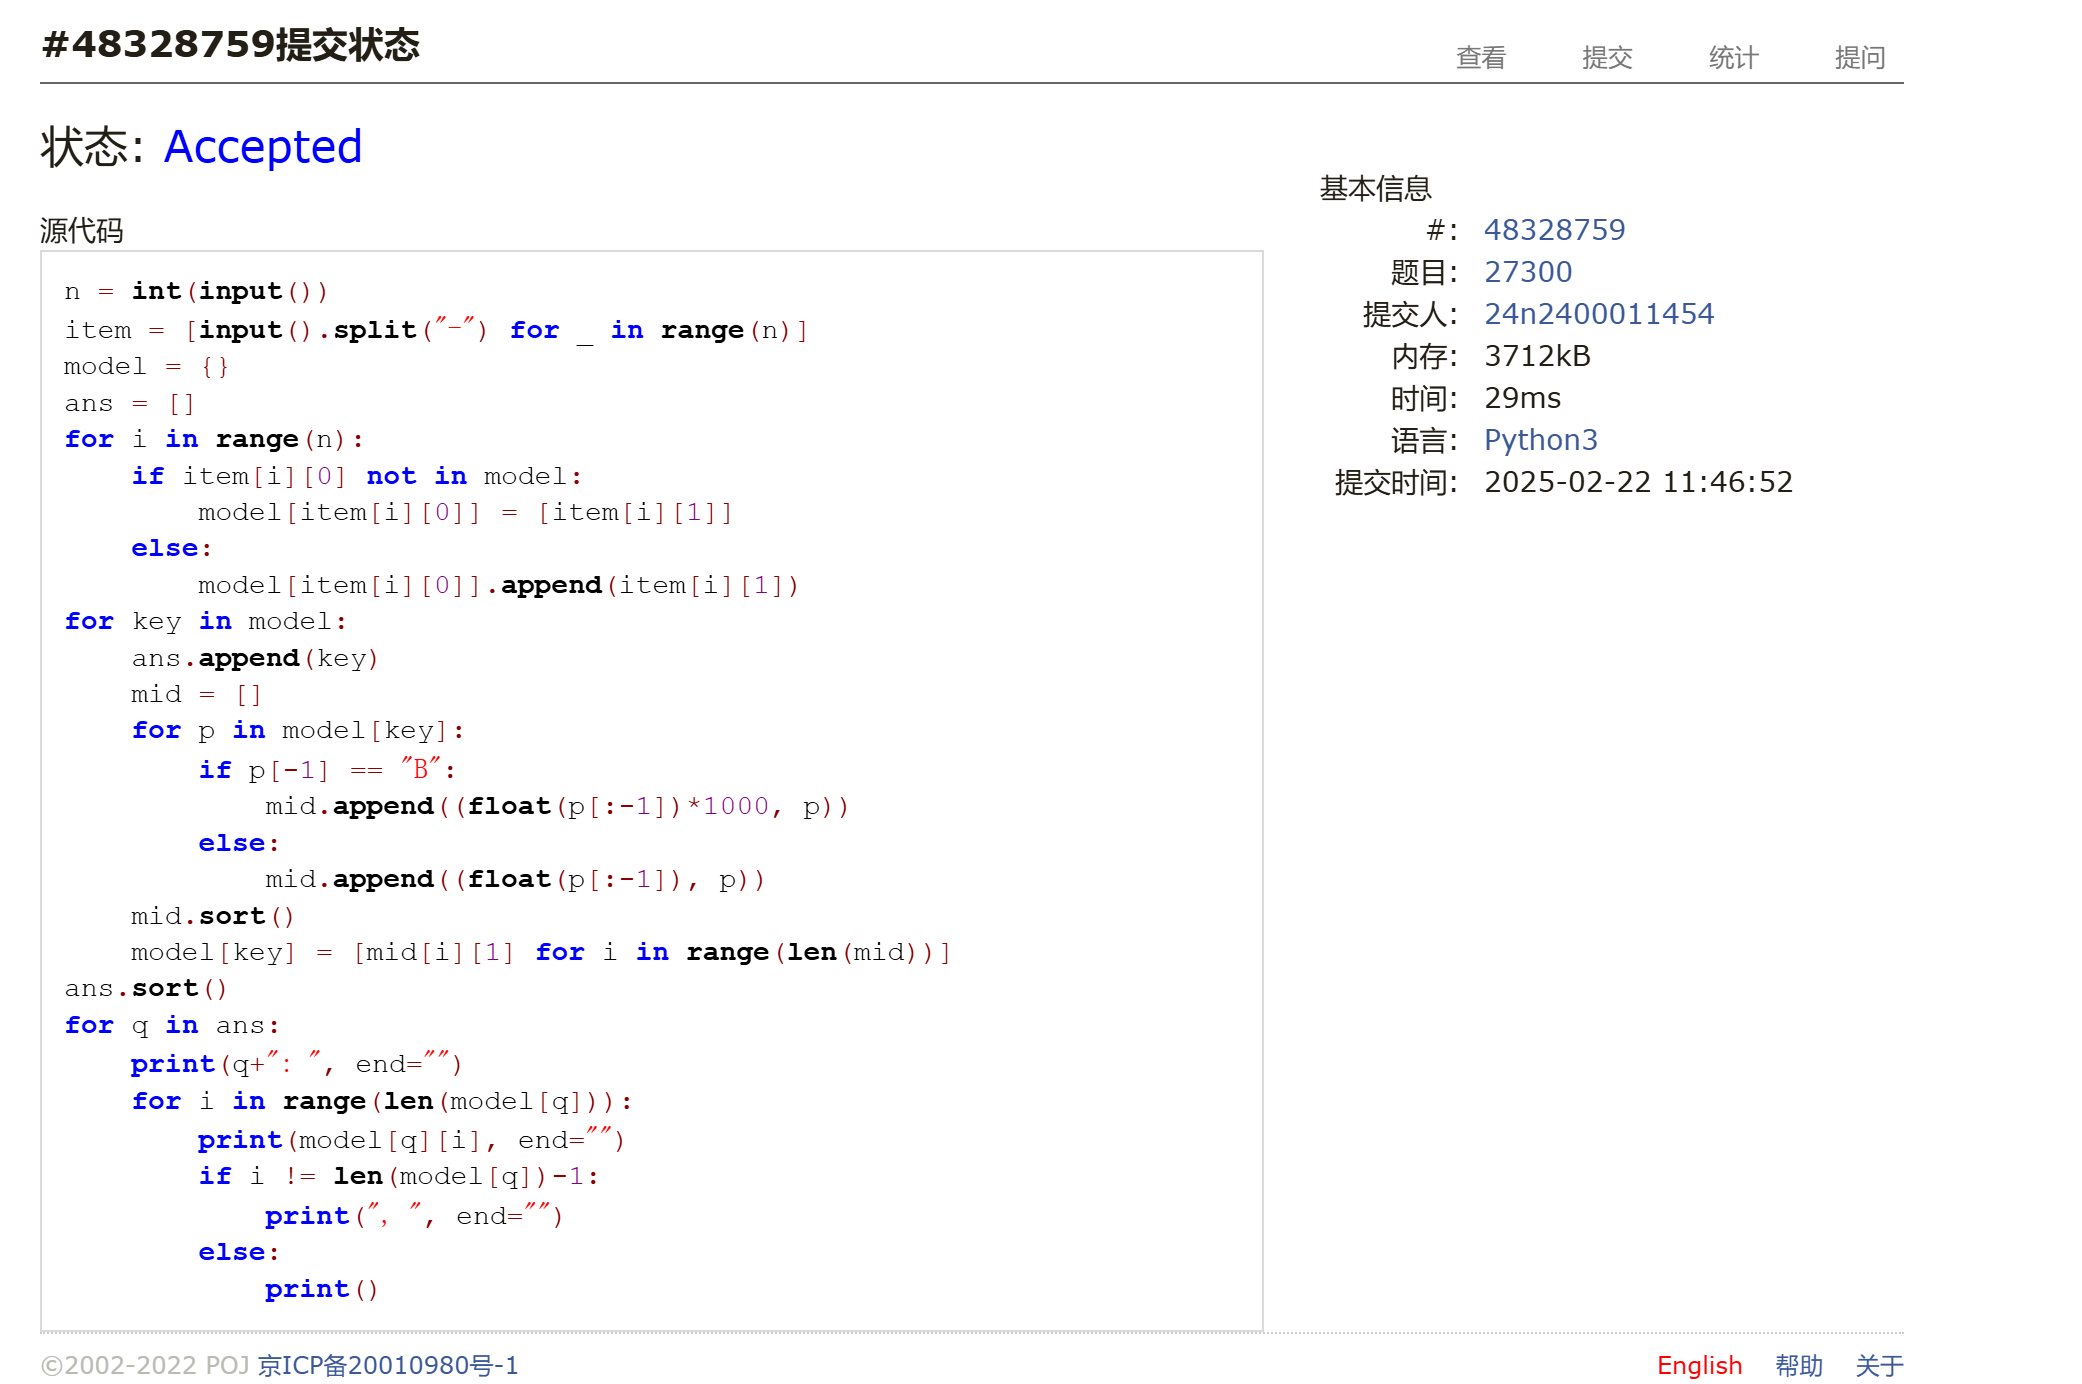 #48328759提交状态
查看 提交 统计 提问
状态: Accepted
源代码
n = int(input())
item = [input().split("-") for _ in range(n)]
model = {}
ans = []
for i in range(n):
    if item[i][0] not in model:
        model[item[i][0]] = [item[i][1]]
    else:
        model[item[i][0]].append(item[i][1])
for key in model:
    ans.append(key)
    mid = []
    for p in model[key]:
        if p[-1] == "B":
            mid.append((float(p[:-1])*1000, p))
        else:
            mid.append((float(p[:-1]), p))
    mid.sort()
    model[key] = [mid[i][1] for i in range(len(mid))]
ans.sort()
for q in ans:
    print(q+": ", end="")
    for i in range(len(model[q])):
        print(model[q][i], end="")
        if i != len(model[q])-1:
            print(", ", end="")
        else:
            print()
基本信息
#: 48328759
题目: 27300
提交人: 24n2400011454
内存: 3712kB
时间: 29ms
语言: Python3
提交时间: 2025-02-22 11:46:52
©2002-2022 POJ 京ICP备20010980号-1
English 帮助 关于